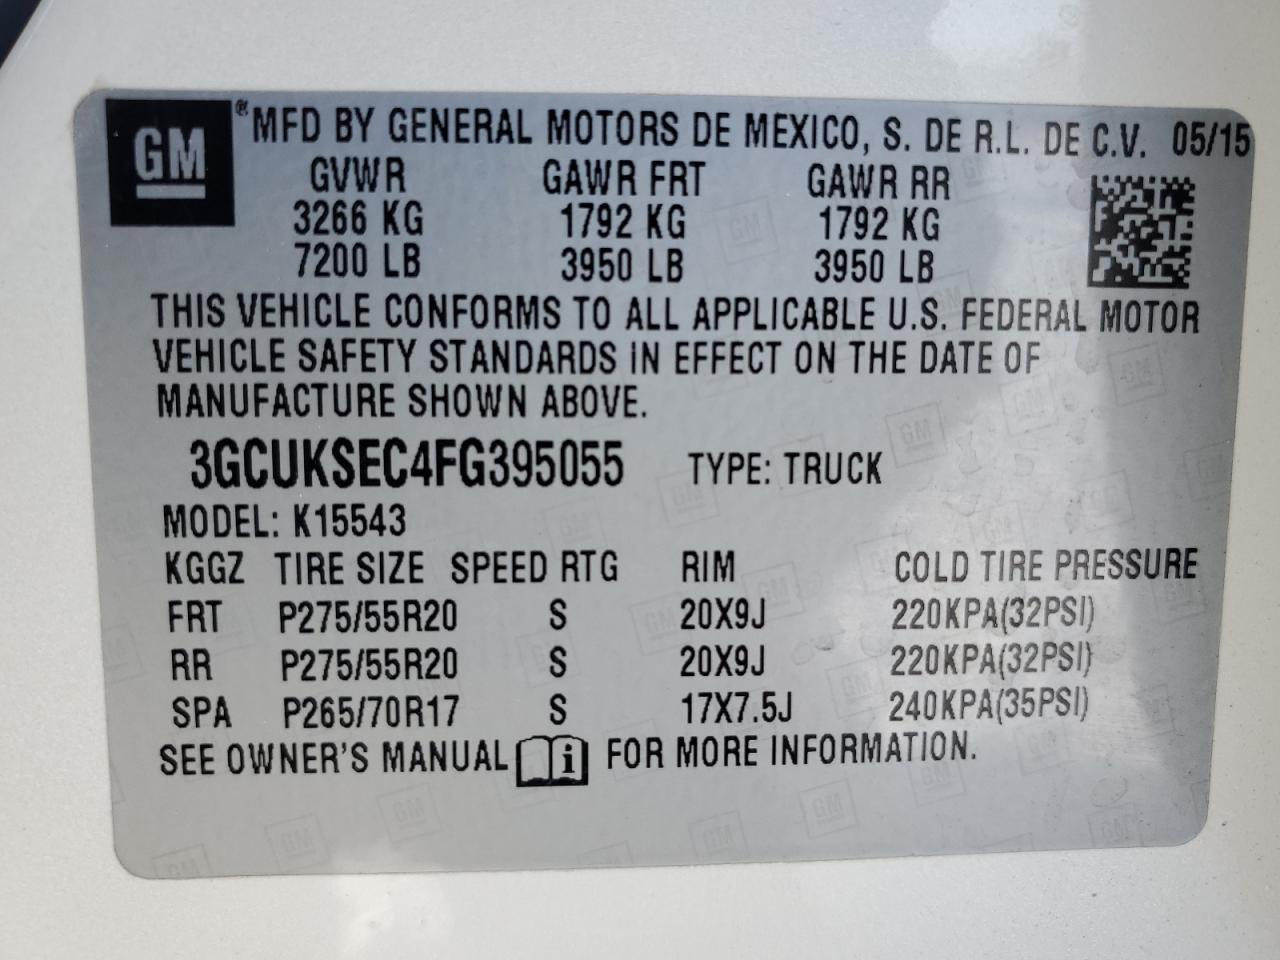 GM ® MFD BY GENERAL MOTORS DE MEXICO, S. DE R.L. DE C.V. 05/15
GVWR GAWR FRT GAWR RR
3266 KG 1792 KG 1792 KG
7200 LB 3950 LB 3950 LB
THIS VEHICLE CONFORMS TO ALL APPLICABLE U.S. FEDERAL MOTOR
VEHICLE SAFETY STANDARDS IN EFFECT ON THE DATE OF
MANUFACTURE SHOWN ABOVE.
3GCUKSEC4FG395055 TYPE: TRUCK
MODEL: K15543
KGGZ TIRE SIZE SPEED RTG RIM COLD TIRE PRESSURE
FRT P275/55R20 S 20X9J 220KPA(32PSI)
RR P275/55R20 S 20X9J 220KPA(32PSI)
SPA P265/70R17 S 17X7.5J 240KPA(35PSI)
SEE OWNER'S MANUAL i FOR MORE INFORMATION.